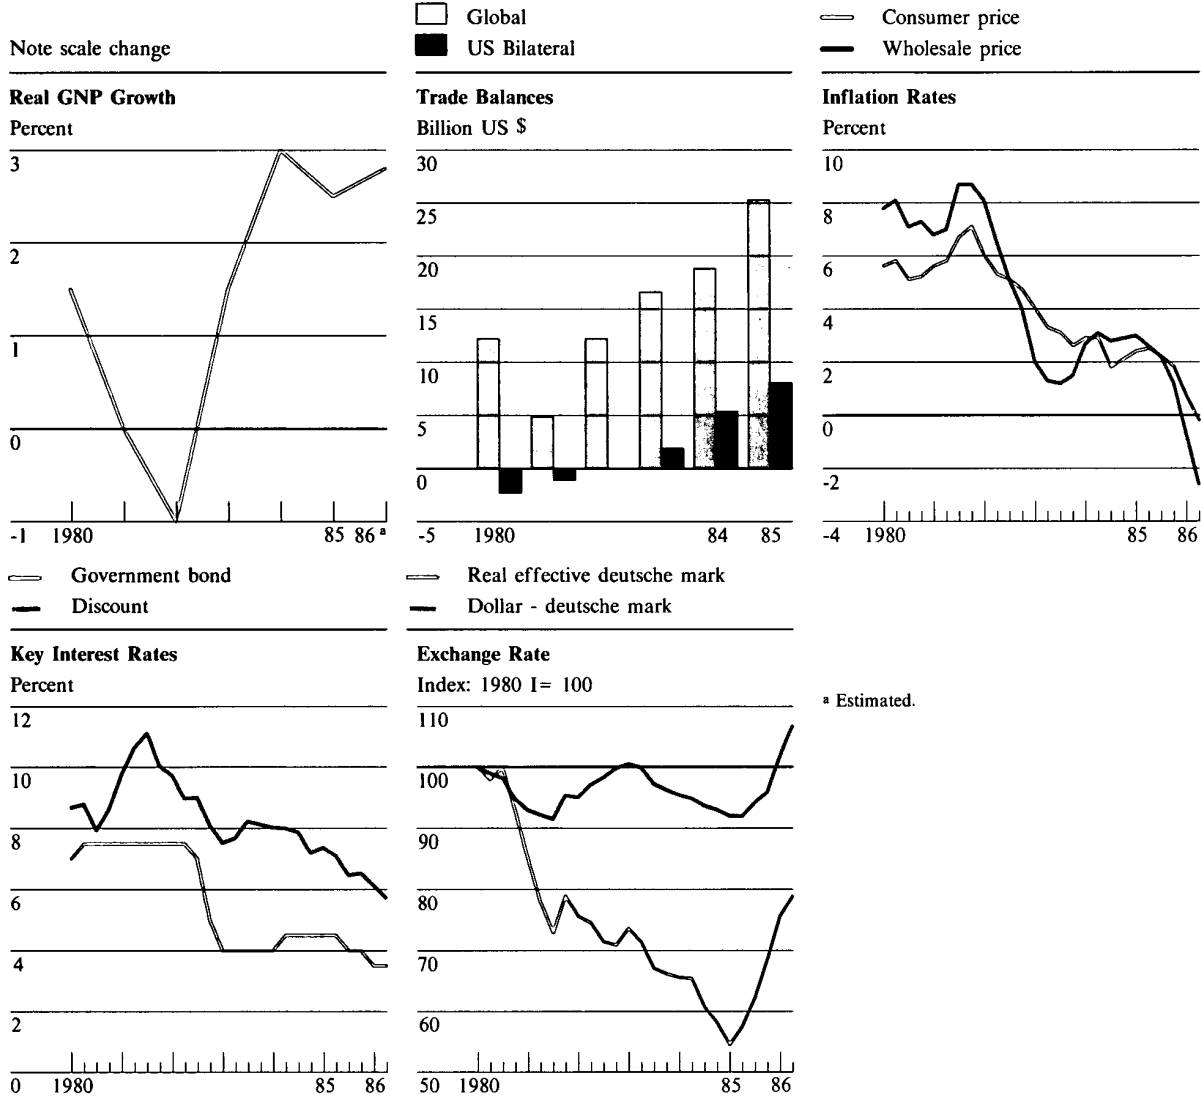 Note scale change
Real GNP Growth
Percent
3
2
1
0
-1
1980
85
86 a
Global
US Bilateral
Trade Balances
Billion US $
30
25
20
15
10
5
0
-5
1980
84
85
Consumer price
Wholesale price
Inflation Rates
Percent
10
8
6
4
2
0
-2
-4
1980
85
86
Government bond
Discount
Key Interest Rates
Percent
12
10
8
6
4
2
0
1980
85
86
Real effective deutsche mark
Dollar - deutsche mark
Exchange Rate
Index: 1980 I= 100
110
100
90
80
70
60
50
1980
85
86
a Estimated.